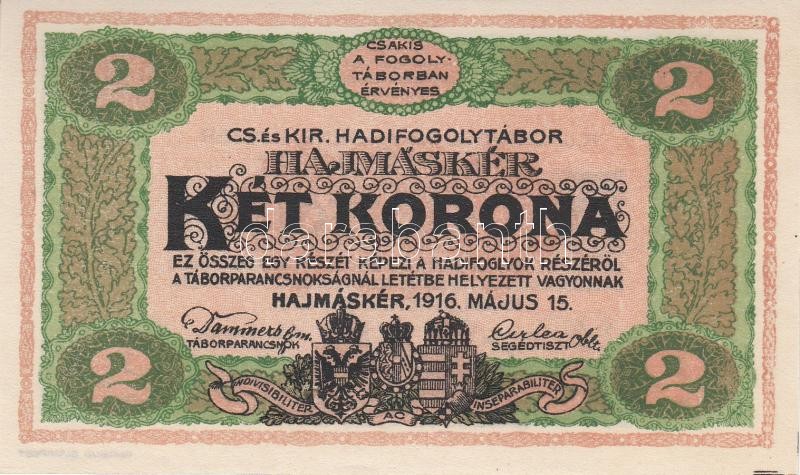 2
2
CSAKIS
A FOGOLY-
TÁBORBAN
ÉRVÉNYES
CS. és KIR. HADIFOGOLYTÁBOR
HAJMÁSKÉR
KÉT KORONA
EZ ÖSSZEG EGY RÉSZÉT KÉPEZI A HADIFOGLYOK RÉSZÉRŐL
A TÁBORPARANCSNOKSÁGNÁL LETÉTBE HELYEZETT VAGYONNAK
HAJMÁSKÉR, 1916. MÁJUS 15.
TÁBORPARANCSNOK
SEGÉDTISZT
2
2
INDIVISIBILITER
AC
INSEPARABILITER